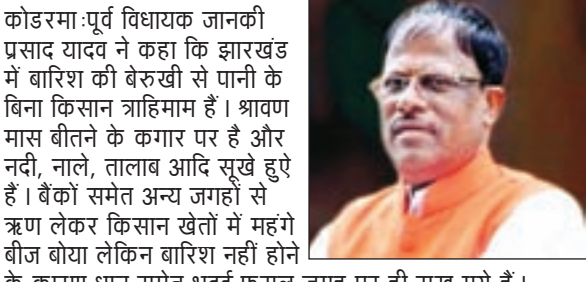 कोडरमा :पूर्व विधायक जानकी
प्रसाद यादव ने कहा कि झारखंड
में बारिश की बेरुखी से पानी के
बिना किसान त्राहिमाम हैं । श्रावण
मास बीतने के कगार पर है और
नदी, नाले, तालाब आदि सूखे हुऐ
हैं । बैंकों समेत अन्य जगहों से
ऋण लेकर किसान खेतों में महंगे
बीज बोया लेकिन बारिश नहीं होने